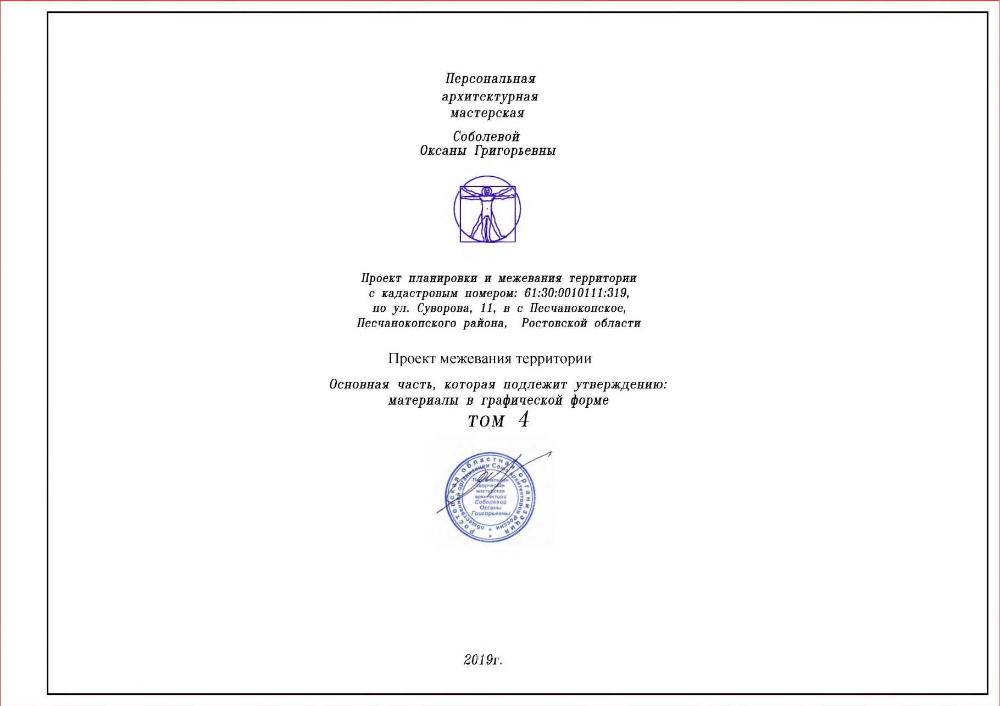 Персональная
архитектурная
мастерская
Соболевой
Оксаны Григорьевны
Проект планировки и межевания территории
с кадастровым номером: 61:30:0010111:319,
по ул. Суворова, 11, в с Песчанокопское,
Песчанокопского района, Ростовской области
Проект межевания территории
Основная часть, которая подлежит утверждению:
материалы в графической форме
ТОМ 4
Ростовская областная организация
общественной организации Союз архитекторов России
Персональная
творческая
мастерская
архитектора
Соболевой
Оксаны
Григорьевны
2019г.